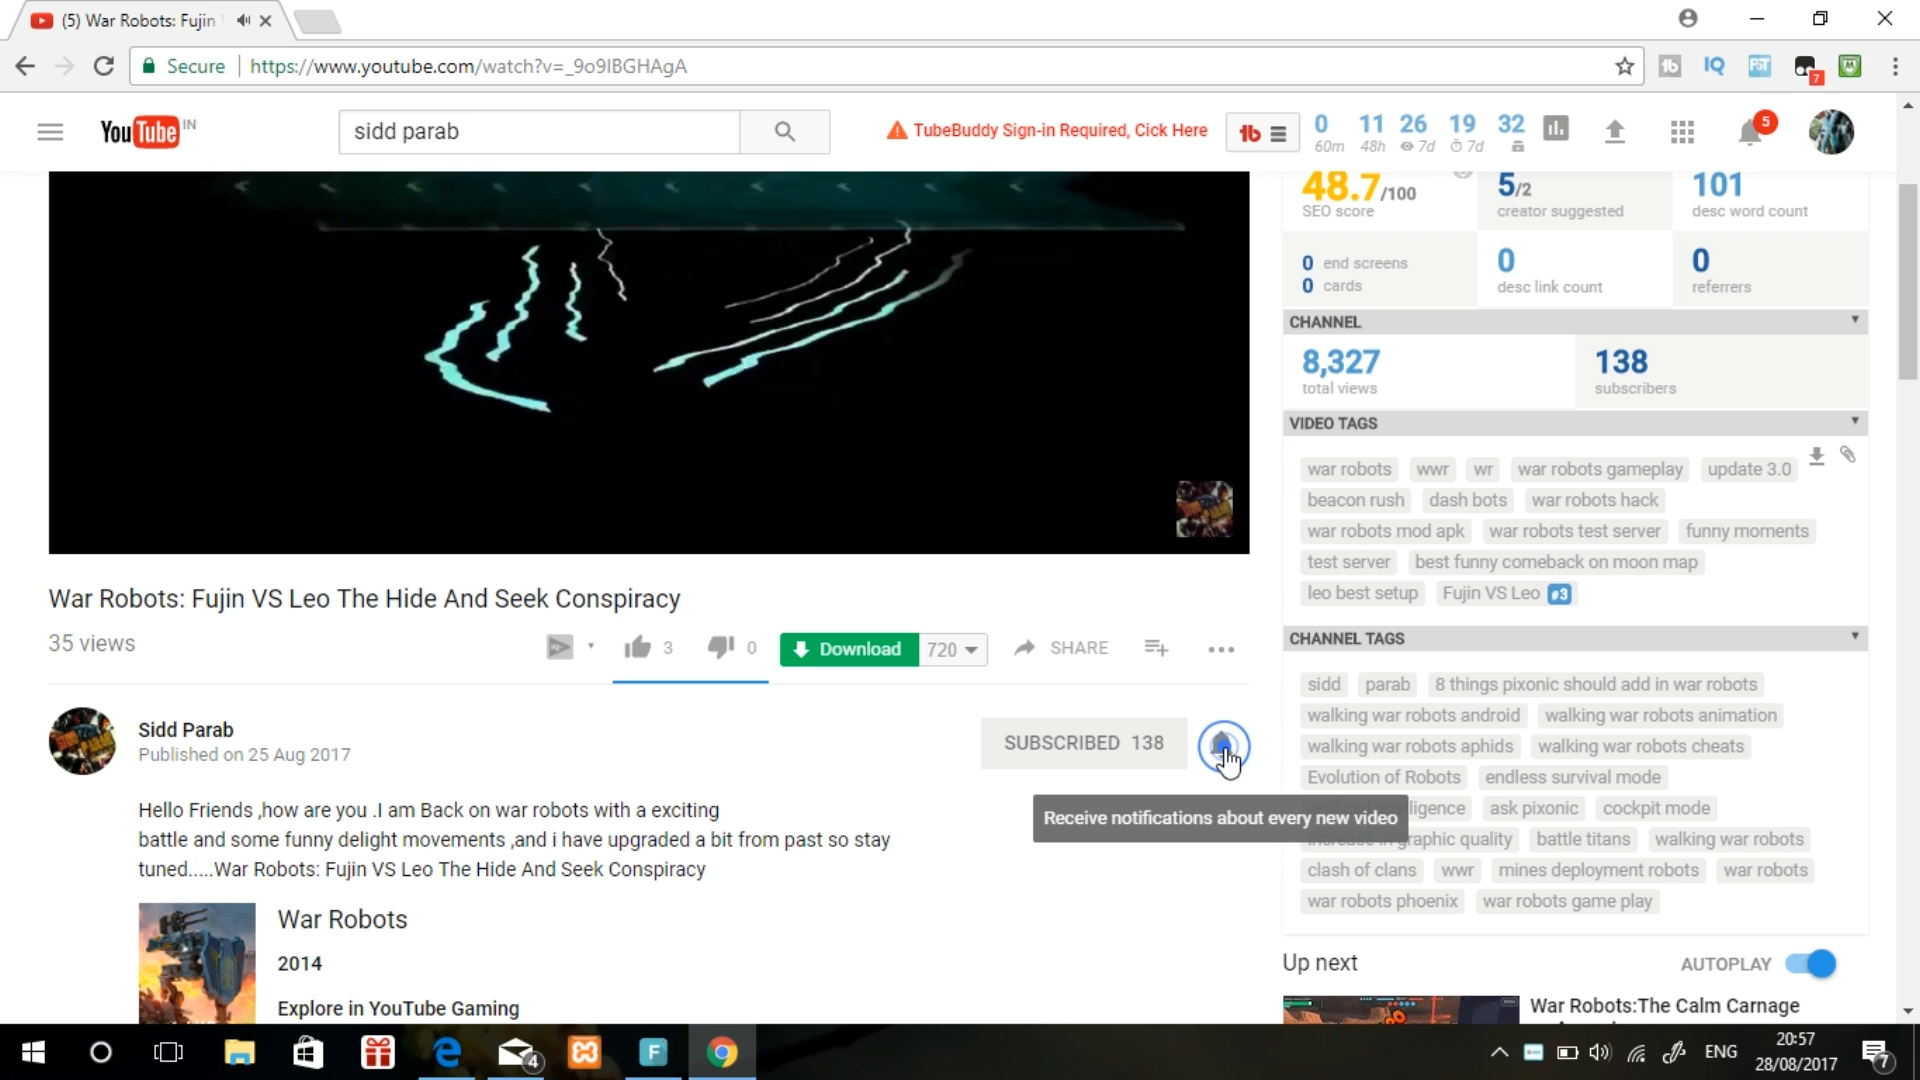 (5) War Robots: Fujin
Secure https://www.youtube.com/watch?v=_9o9IBGHAgA
IQ
7
YouTube IN
sidd parab
TubeBuddy Sign-in Required, Cick Here
0 11 26 19 32
60m 48h 7d 7d
5
48.7/100
SEO score
5/2
creator suggested
101
desc word count
0 end screens
0 cards
0
desc link count
0
referrers
CHANNEL
8,327
total views
138
subscribers
VIDEO TAGS
war robots wwr wr war robots gameplay update 3.0
beacon rush dash bots war robots hack
war robots mod apk war robots test server funny moments
test server best funny comeback on moon map
leo best setup Fujin VS Leo #3
CHANNEL TAGS
sidd parab 8 things pixonic should add in war robots
walking war robots android walking war robots animation
walking war robots aphids walking war robots cheats
Evolution of Robots endless survival mode
ligence ask pixonic cockpit mode
graphic quality battle titans walking war robots
clash of clans wwr mines deployment robots war robots
war robots phoenix war robots game play
War Robots: Fujin VS Leo The Hide And Seek Conspiracy
35 views
3 0 Download 720 SHARE
Sidd Parab
Published on 25 Aug 2017
SUBSCRIBED 138
Receive notifications about every new video
Hello Friends ,how are you .I am Back on war robots with a exciting
battle and some funny delight movements ,and i have upgraded a bit from past so stay
tuned.....War Robots: Fujin VS Leo The Hide And Seek Conspiracy
War Robots
2014
Explore in YouTube Gaming
Up next
AUTOPLAY
War Robots:The Calm Carnage
4
F
ENG
20:57
28/08/2017
7